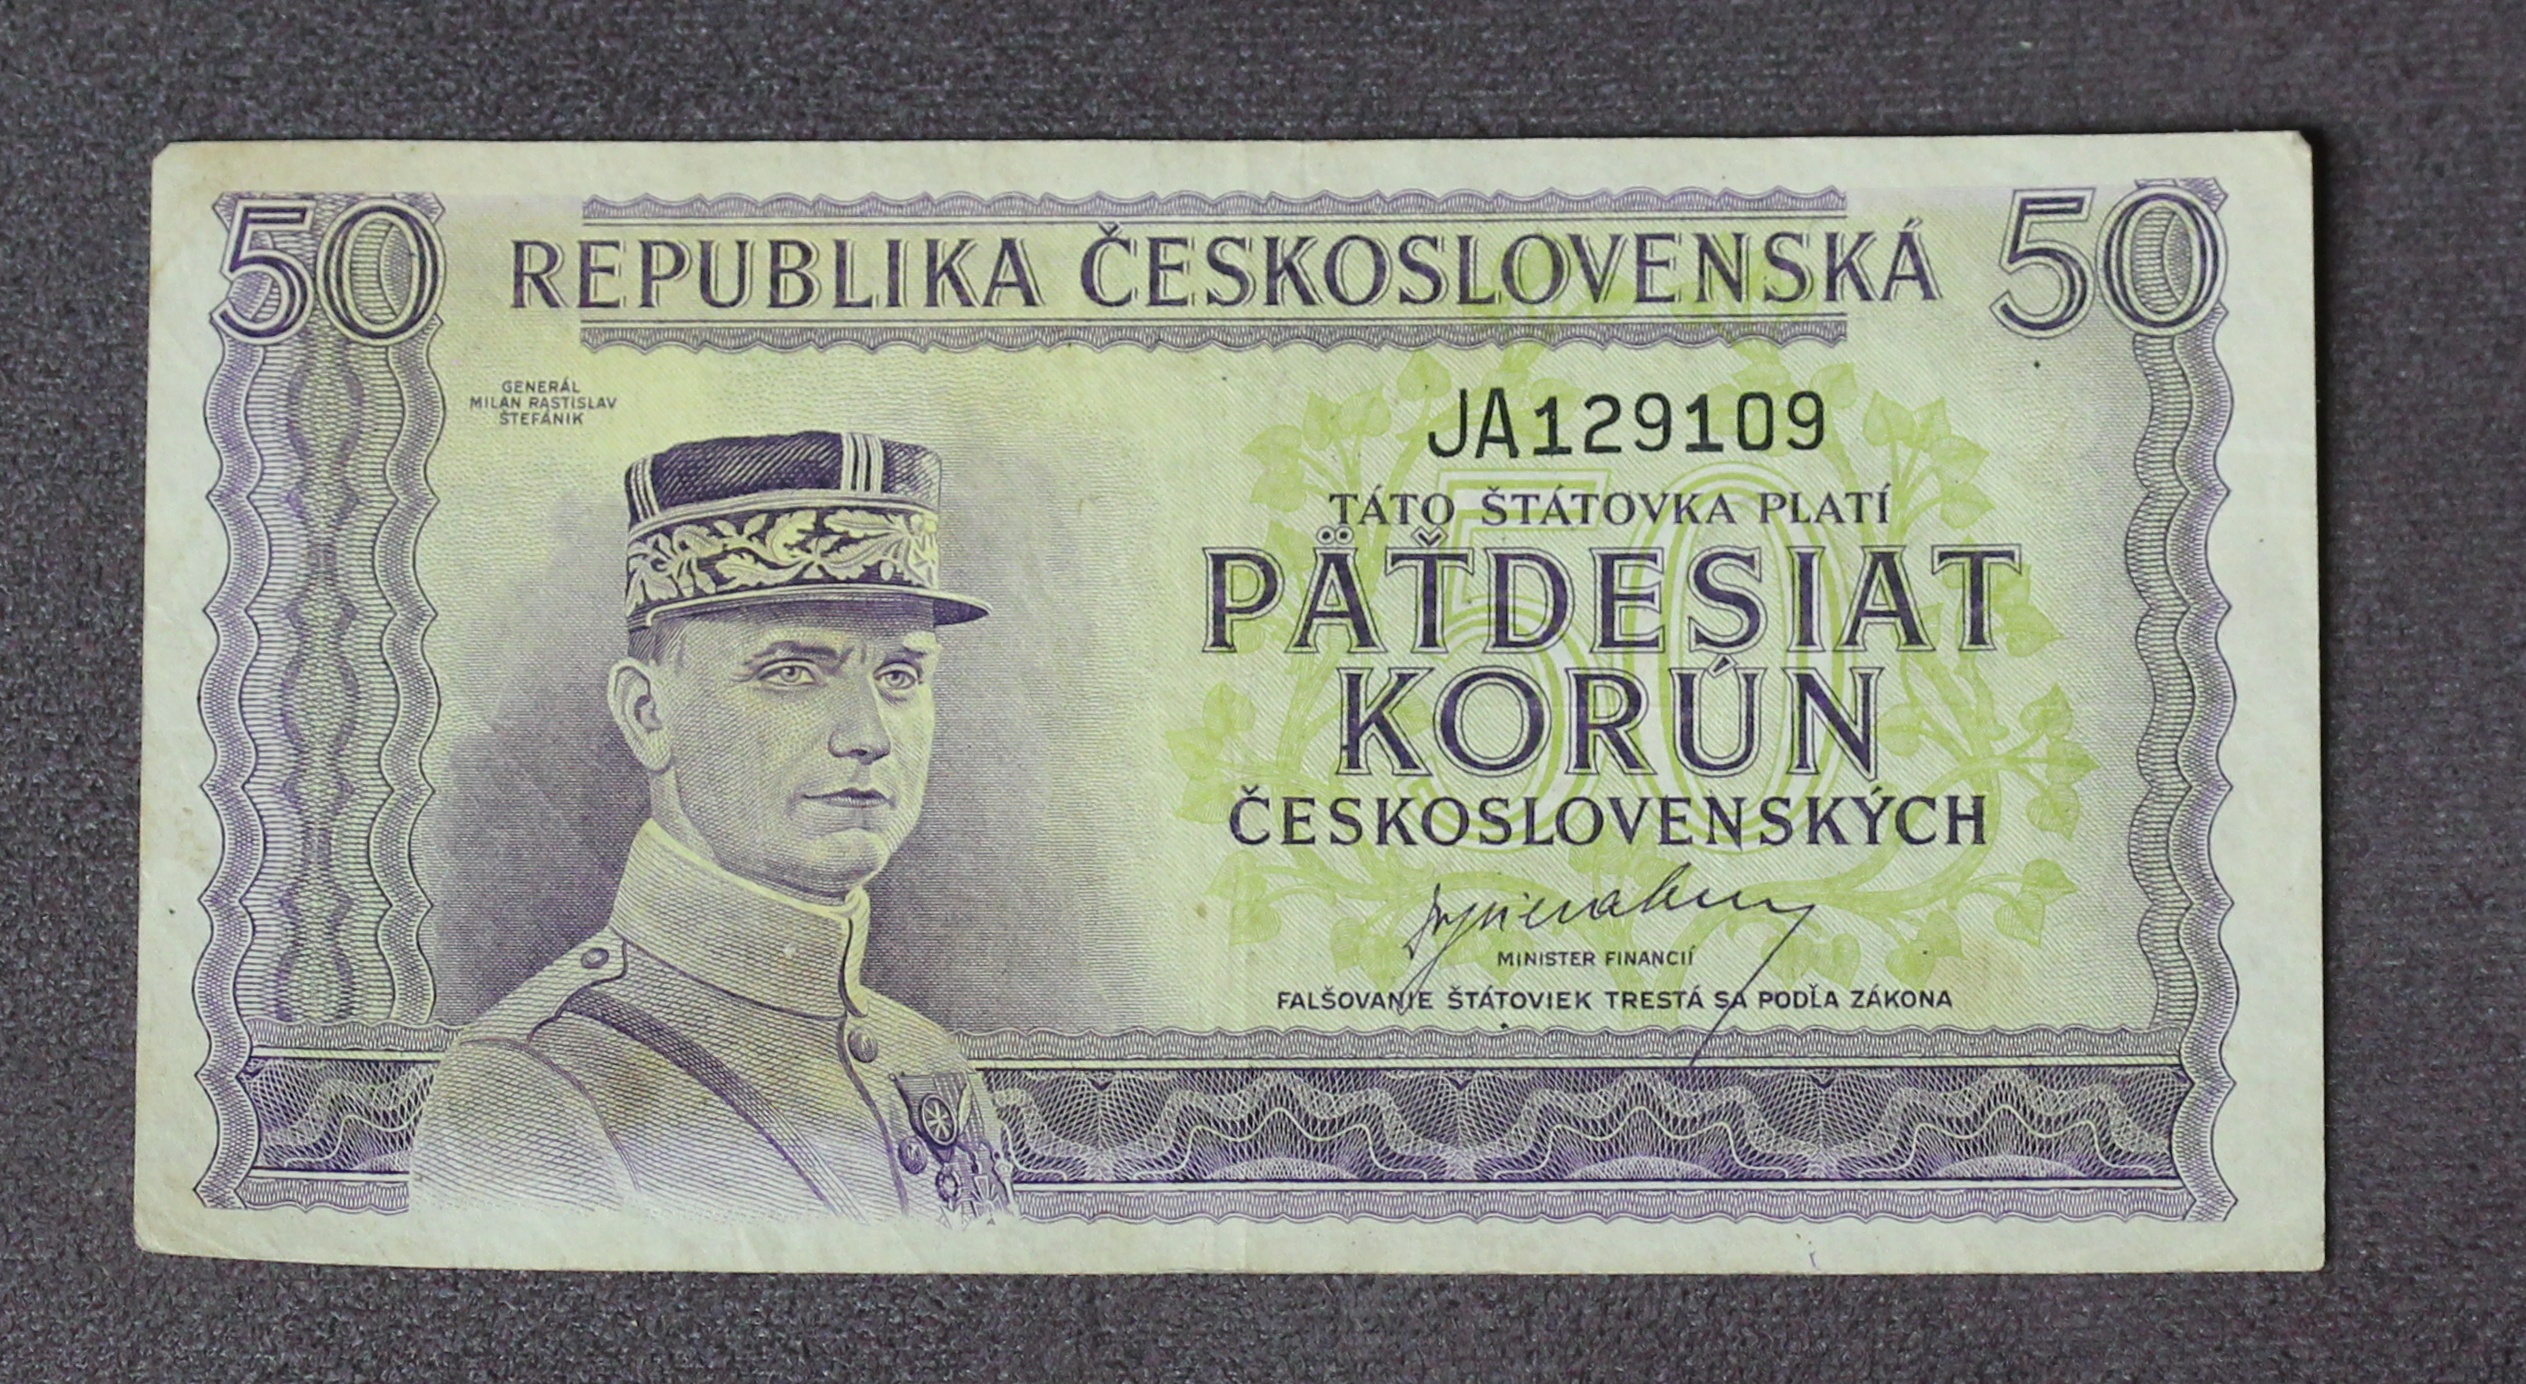 50 REPUBLIKA ČESKOSLOVENSKÁ 50
GENERÁL
MILAN RASTISLAV
ŠTEFÁNIK
JA129109
TÁTO ŠTÁTOVKA PLATÍ
PÄŤDESIAT
KORÚN
ČESKOSLOVENSKÝCH
MINISTER FINANCIÍ
FALŠOVANIE ŠTÁTOVIEK TRESTÁ SA PODĽA ZÁKONA
50